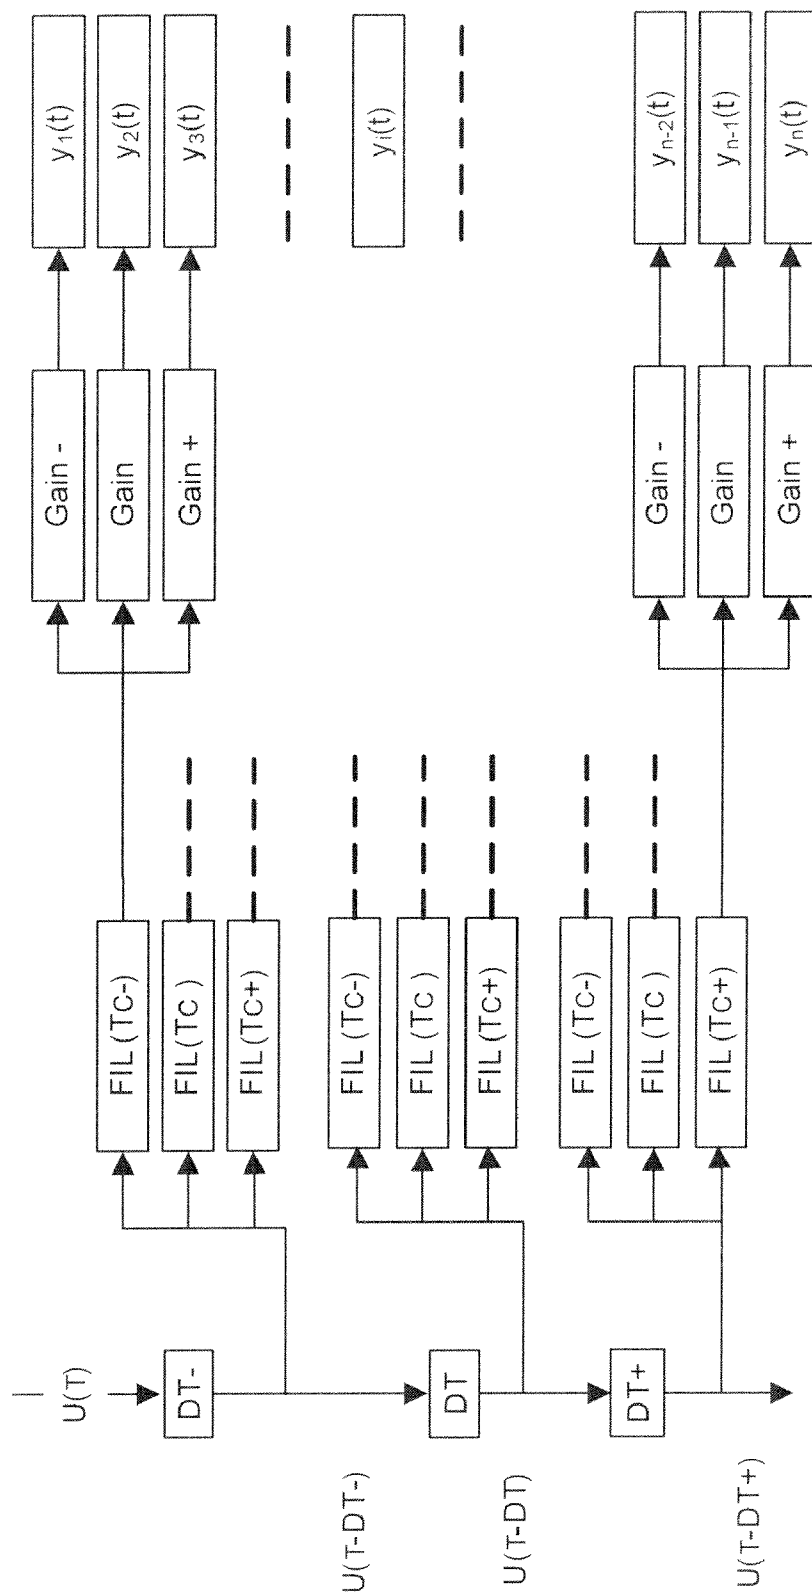 U(T)
DT-
DT
DT+
U(T-DT-)
U(T-DT)
U(T-DT+)
FIL(TC-)
FIL(TC )
FIL(TC+)
FIL(TC-)
FIL(TC )
FIL(TC+)
FIL(TC-)
FIL(TC )
FIL(TC+)
Gain -
Gain
Gain +
Gain -
Gain
Gain +
y1(t)
y2(t)
y3(t)
yi(t)
yn-2(t)
yn-1(t)
yn(t)